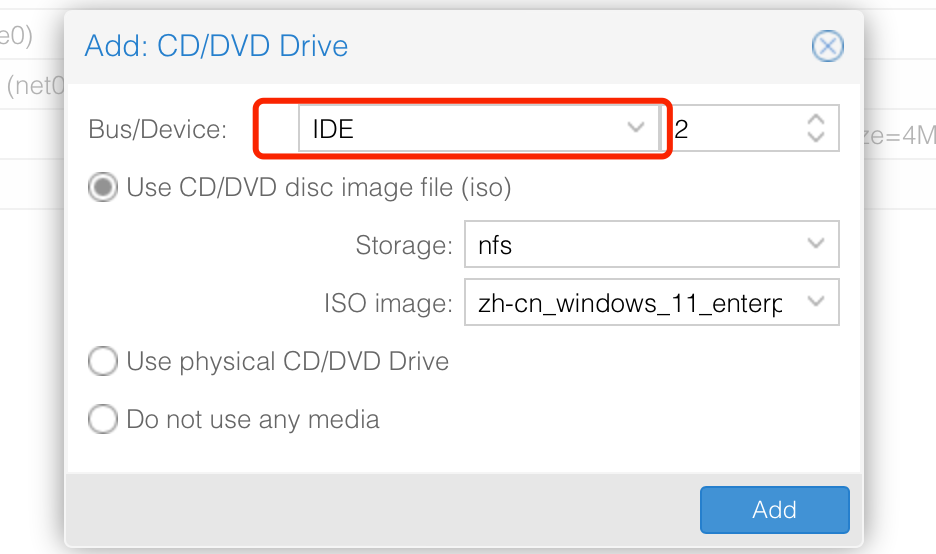 Add: CD/DVD Drive
e0)
(net0
Bus/Device: IDE 2
ze=4M
Use CD/DVD disc image file (iso)
Storage: nfs
ISO image: zh-cn_windows_11_enterp
Use physical CD/DVD Drive
Do not use any media
Add